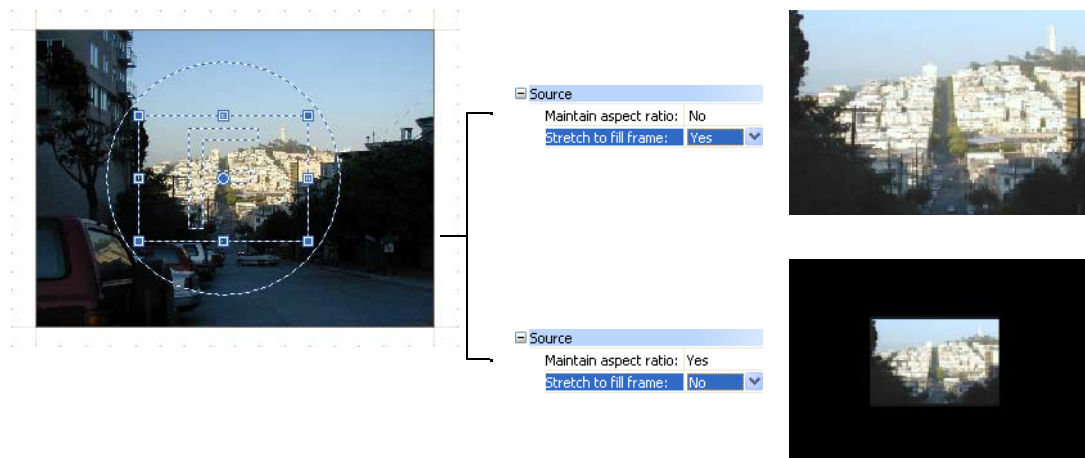 Source
Maintain aspect ratio: No
Stretch to fill frame: Yes
Source
Maintain aspect ratio: Yes
Stretch to fill frame: No